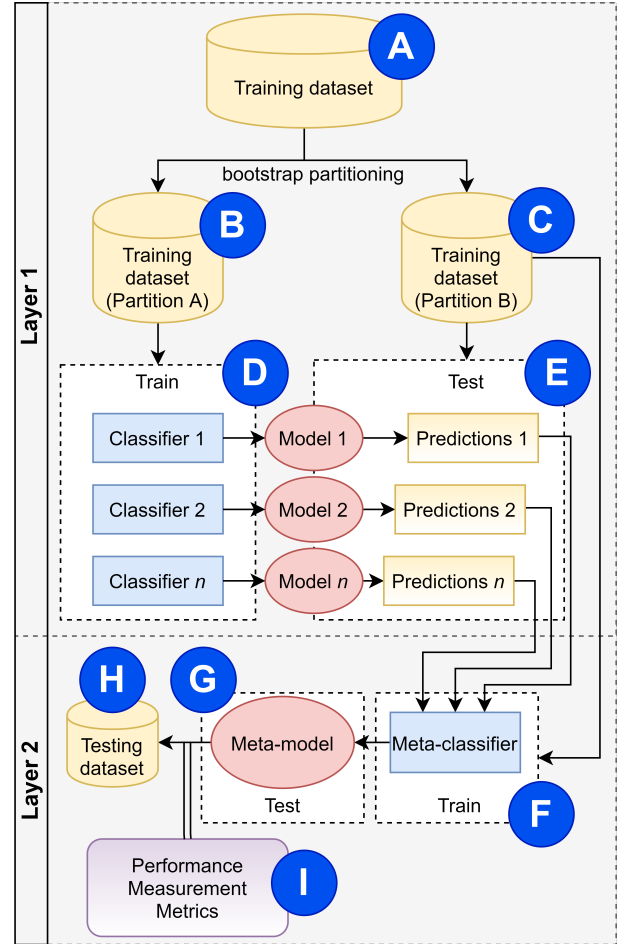 A
Training dataset
bootstrap partitioning
B
Training
dataset
(Partition A)
C
Training
dataset
(Partition B)
Layer 1
D
Train
E
Test
Classifier 1
Model 1
Predictions 1
Classifier 2
Model 2
Predictions 2
Classifier n
Model n
Predictions n
Layer 2
H
Testing
dataset
G
Meta-model
Test
Meta-classifier
Train
F
Performance
Measurement
Metrics
I